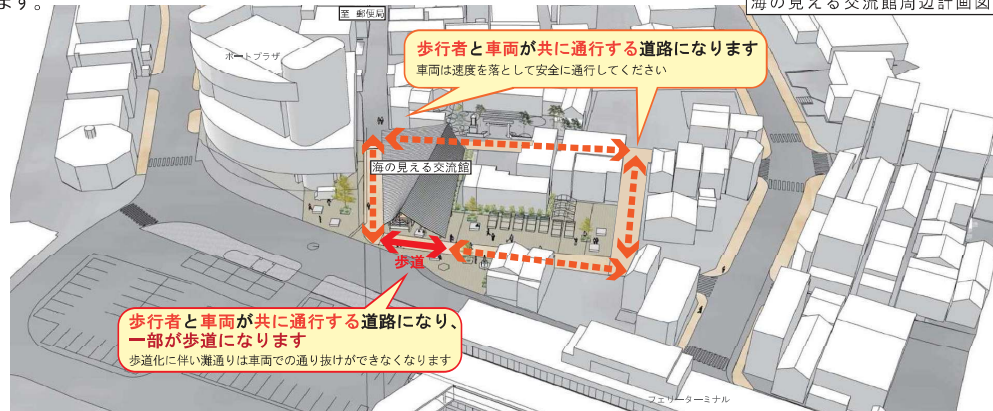 ます。
海の見える交流館周辺計画図
至 郵便局
ポートプラザ
歩行者と車両が共に通行する道路になります
車両は速度を落として安全に通行してください
海の見える交流館
歩道
歩行者と車両が共に通行する道路になり、
一部が歩道になります
歩道化に伴い灘通りは車両での通り抜けができなくなります
フェリーターミナル